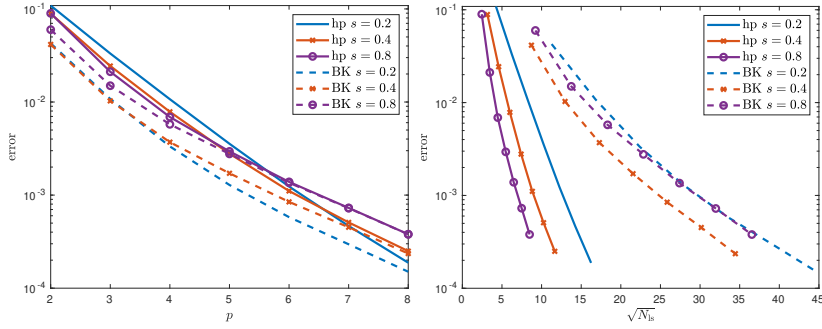 10^-1
10^-2
10^-3
10^-4
error
2
3
4
5
6
7
8
p
hp s = 0.2
hp s = 0.4
hp s = 0.8
BK s = 0.2
BK s = 0.4
BK s = 0.8
10^-1
10^-2
10^-3
10^-4
error
0
5
10
15
20
25
30
35
40
45
√N_ls
hp s = 0.2
hp s = 0.4
hp s = 0.8
BK s = 0.2
BK s = 0.4
BK s = 0.8